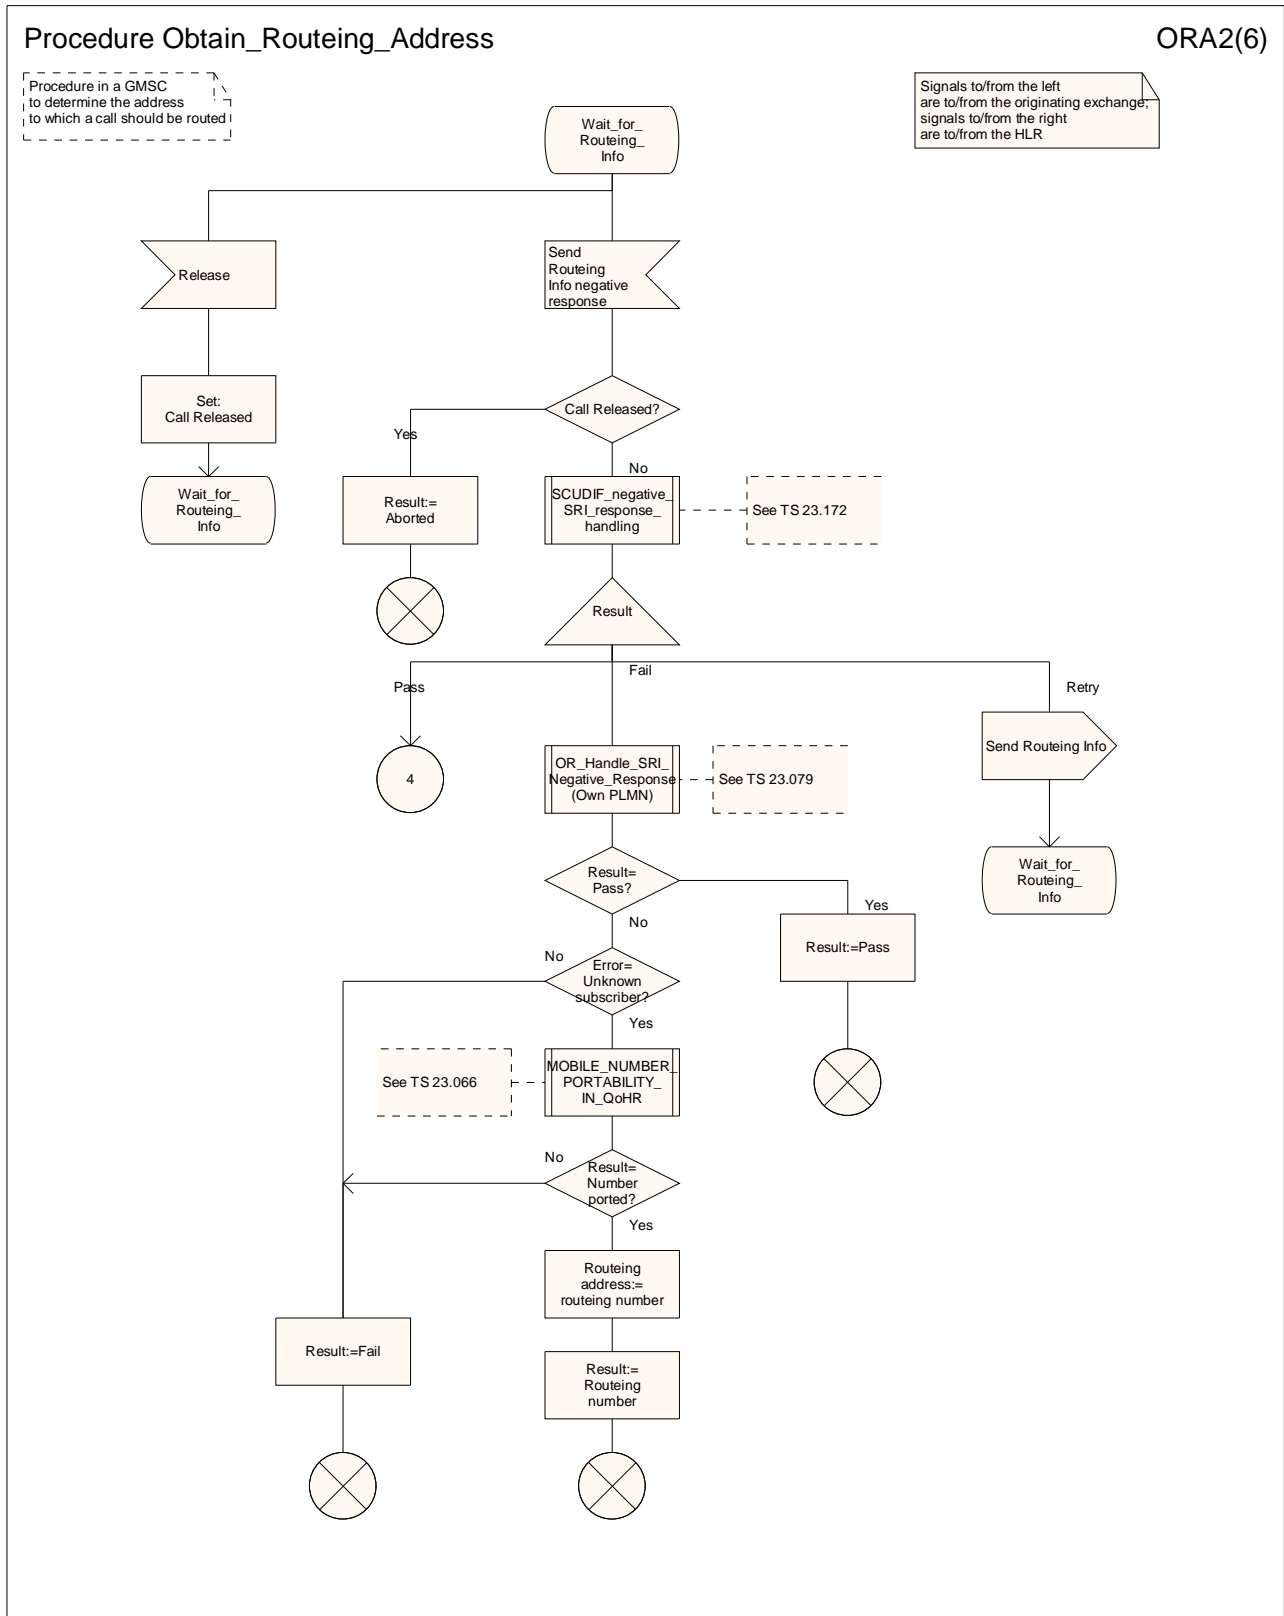 Procedure Obtain_Routeing_Address
ORA2(6)
Procedure in a GMSC
to determine the address
to which a call should be routed
Signals to/from the left
are to/from the originating exchange;
signals to/from the right
are to/from the HLR
Wait_for_
Routeing_
Info
Release
Send
Routeing
Info negative
response
Set:
Call Released
Call Released?
Yes
No
Wait_for_
Routeing_
Info
Result:=
Aborted
SCUDIF_negative_
SRI_response_
handling
See TS 23.172
Result
Pass
Fail
Retry
4
OR_Handle_SRI_
Negative_Response
(Own PLMN)
See TS 23.079
Send Routeing Info
Wait_for_
Routeing_
Info
Result=
Pass?
Yes
No
Result:=Pass
Error=
Unknown
subscriber?
No
Yes
See TS 23.066
MOBILE_NUMBER_
PORTABILITY_
IN_QoHR
Result=
Number
ported?
No
Yes
Routeing
address:=
routeing number
Result:=Fail
Result:=
Routeing
number